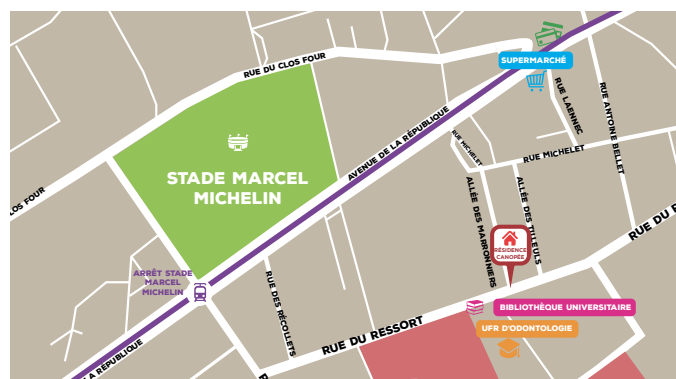 RUE DU CLOS FOUR
SUPERMARCHÉ
RUE LAENNEC
RUE ANTOINE BELLET
AVENUE DE LA RÉPUBLIQUE
RUE MICHELET
RUE MICHELET
STADE MARCEL
MICHELIN
LOS FOUR
ALLÉE DES MARRONNIERS
ALLÉE DES TILLEULS
RUE DU R
RÉSIDENCE
CANOPÉE
ARRÊT STADE
MARCEL
MICHELIN
RUE DES RÉCOLLETS
BIBLIOTHÈQUE UNIVERSITAIRE
UFR D'ODONTOLOGIE
RUE DU RESSORT
LA RÉPUBLIQUE